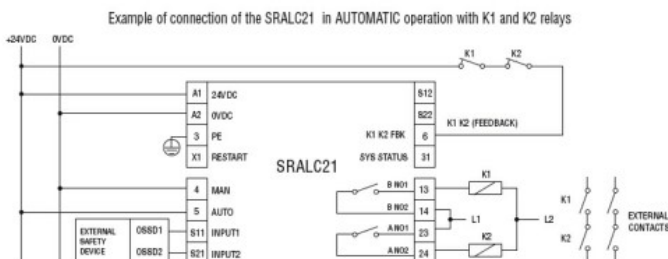 Example of connection of the SRALC21 in AUTOMATIC operation with K1 and K2 relays
+24VDC 0VDC
K1 K2
A1 24VDC S12
A2 0VDC S22
K1 K2 (FEEDBACK)
3 PE K1 K2 FBK 6
X1 RESTART SYS STATUS 31
SRALC21
4 MAN B NO1 13 K1
5 AUTO B NO2 14 K1
L1 L2 EXTERNAL CONTACTS
EXTERNAL SAFETY DEVICE OSSD1 S11 INPUT1 A NO1 23 K2 K2
OSSD2 S21 INPUT2 A NO2 24